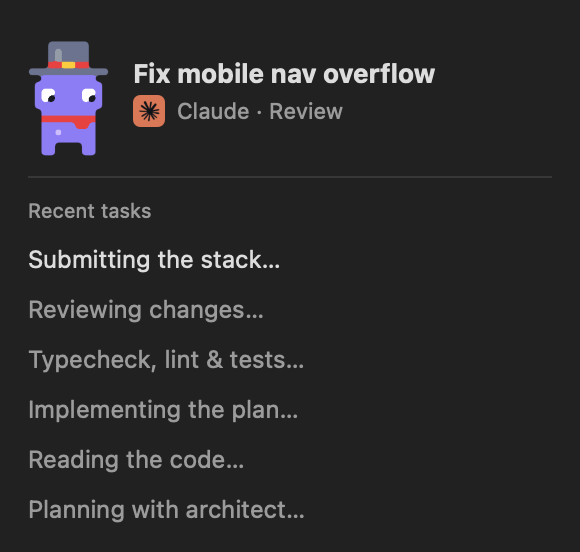 Fix mobile nav overflow
Claude · Review
Recent tasks
Submitting the stack...
Reviewing changes...
Typecheck, lint & tests...
Implementing the plan...
Reading the code...
Planning with architect...